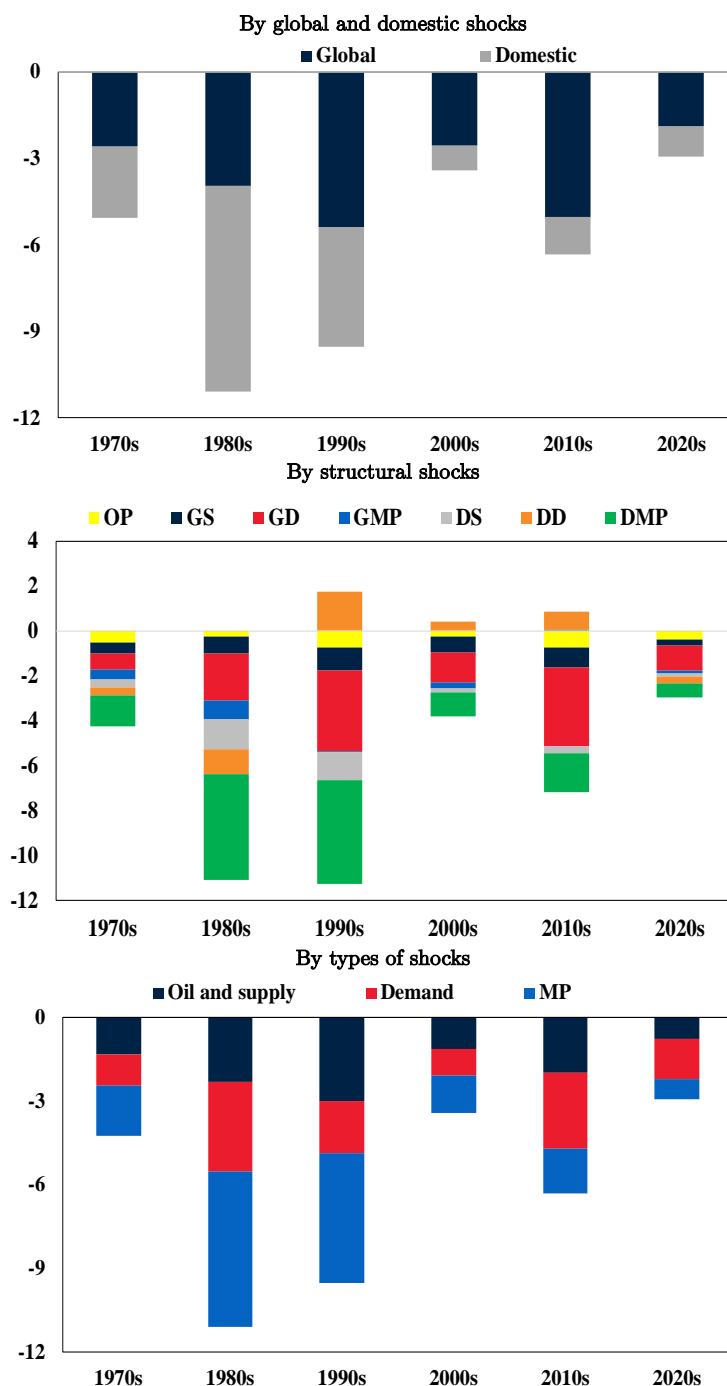 By global and domestic shocks
Global Domestic
0
-3
-6
-9
-12
1970s 1980s 1990s 2000s 2010s 2020s
By structural shocks
OP GS GD GMP DS DD DMP
4
2
0
-2
-4
-6
-8
-10
-12
1970s 1980s 1990s 2000s 2010s 2020s
By types of shocks
Oil and supply Demand MP
0
-3
-6
-9
-12
1970s 1980s 1990s 2000s 2010s 2020s